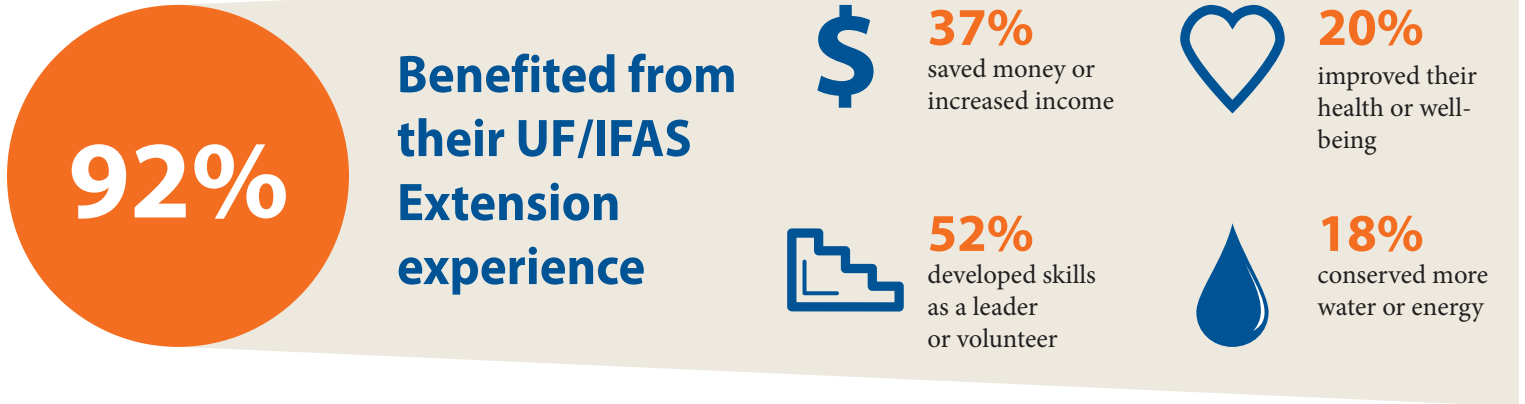 92%
Benefited from
their UF/IFAS
Extension
experience
37%
saved money or
increased income
20%
improved their
health or well-
being
52%
developed skills
as a leader
or volunteer
18%
conserved more
water or energy